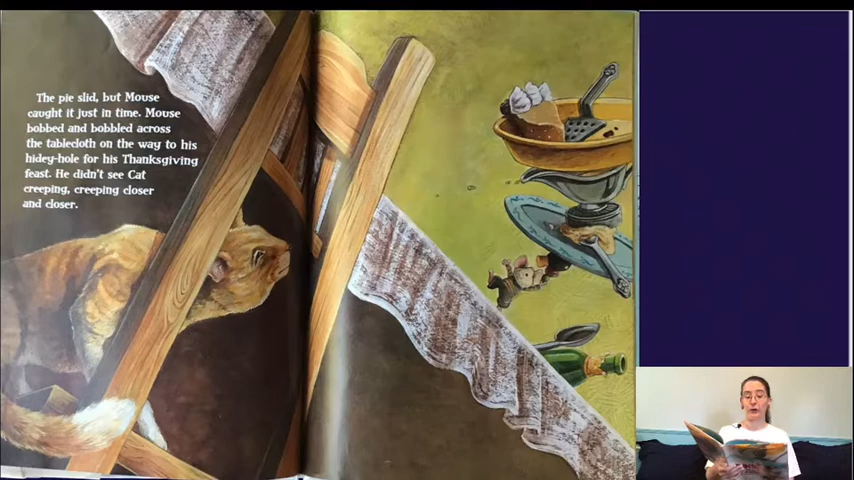 The pie slid, but Mouse
caught it just in time. Mouse
bobbed and bobbled across
the tablecloth on the way to his
hidey-hole for his Thanksgiving
feast. He didn't see Cat
creeping, creeping closer
and closer.